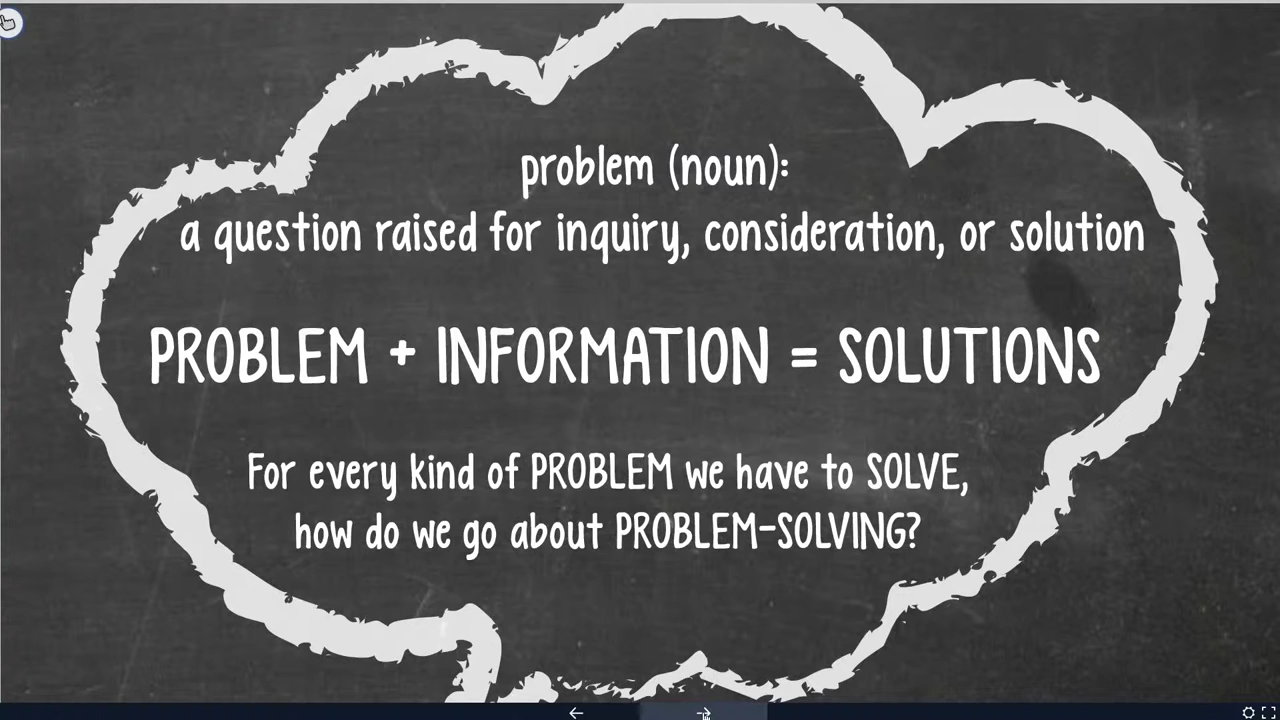 problem (noun):
a question raised for inquiry, consideration, or solution
PROBLEM + INFORMATION = SOLUTIONS
For every kind of PROBLEM we have to SOLVE,
how do we go about PROBLEM-SOLVING?